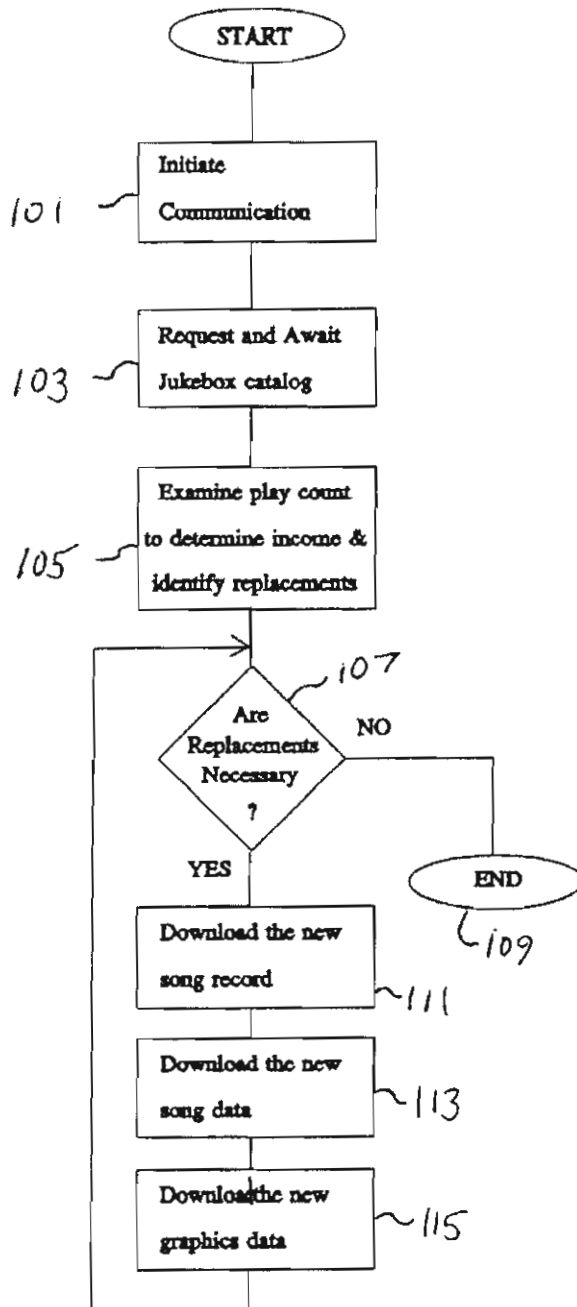 START
Initiate
Communication
101
Request and Await
Jukebox catalog
103
Examine play count
to determine income &
identify replacements
105
107
Are
Replacements
Necessary
?
NO
YES
END
109
Download the new
song record
111
Download the new
song data
113
Download the new
graphics data
115